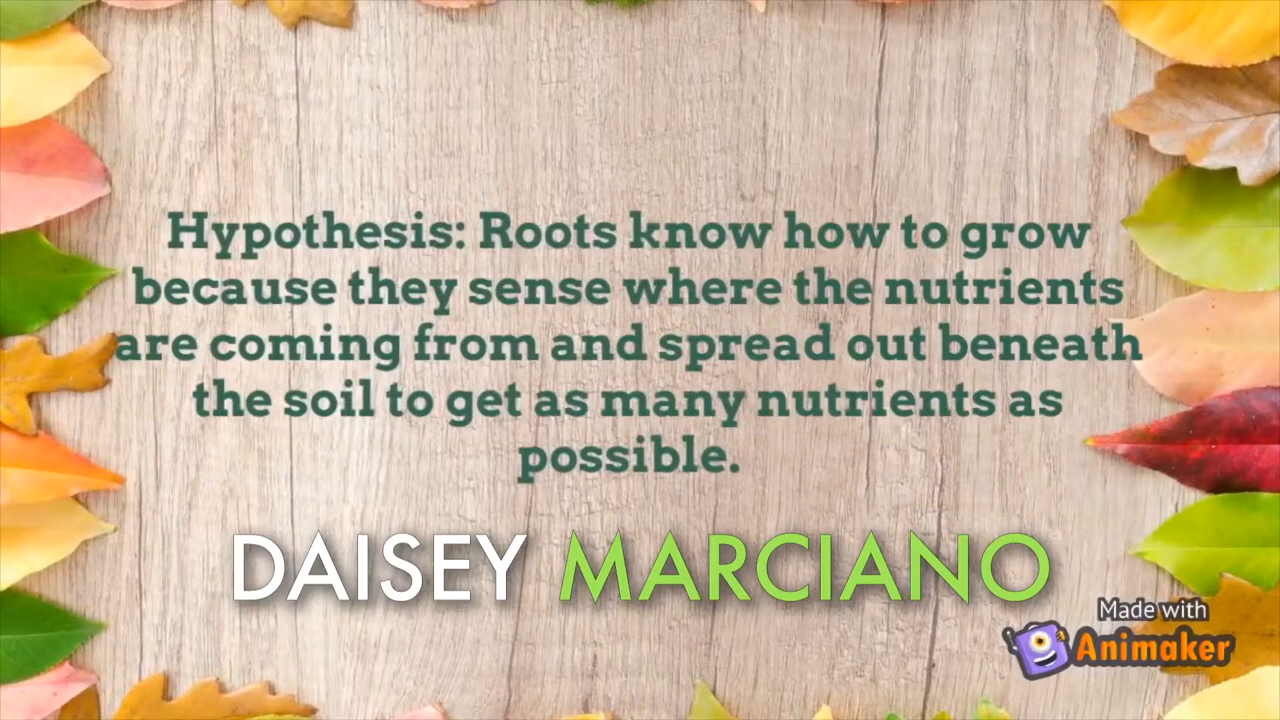 Hypothesis: Roots know how to grow
because they sense where the nutrients
are coming from and spread out beneath
the soil to get as many nutrients as
possible.
DAISEY MARCIANO
Made with
Animaker